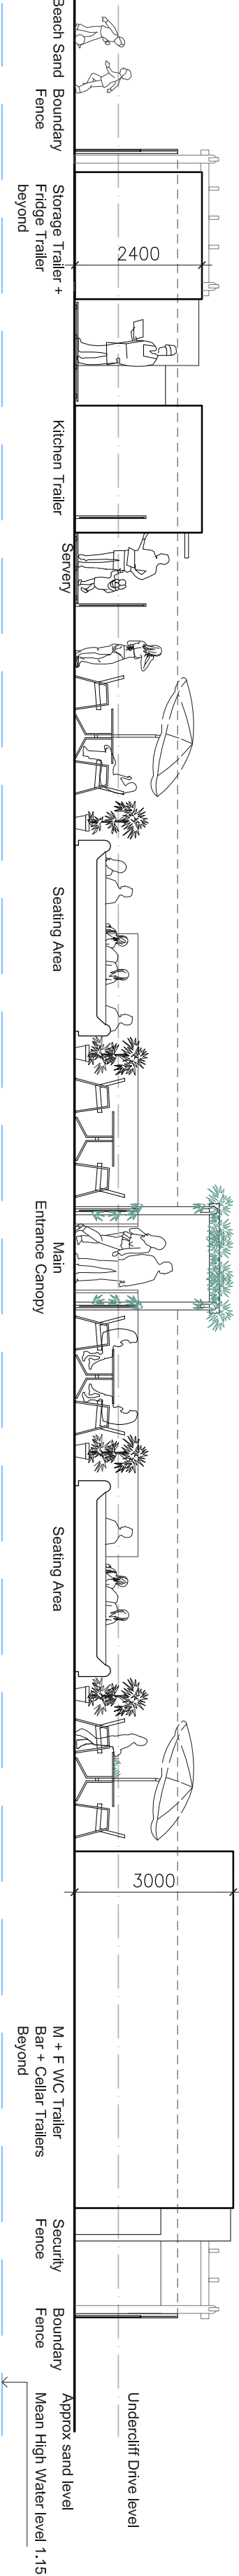 Beach Sand
Boundary
Fence
Storage Trailer +
Fridge Trailer
beyond
2400
Kitchen Trailer
Servery
Seating Area
Main
Entrance Canopy
Seating Area
3000
M + F WC Trailer
Bar + Cellar Trailers
Beyond
Security
Fence
Boundary
Fence
Undercliff Drive level
Approx sand level
Mean High Water level 1.15